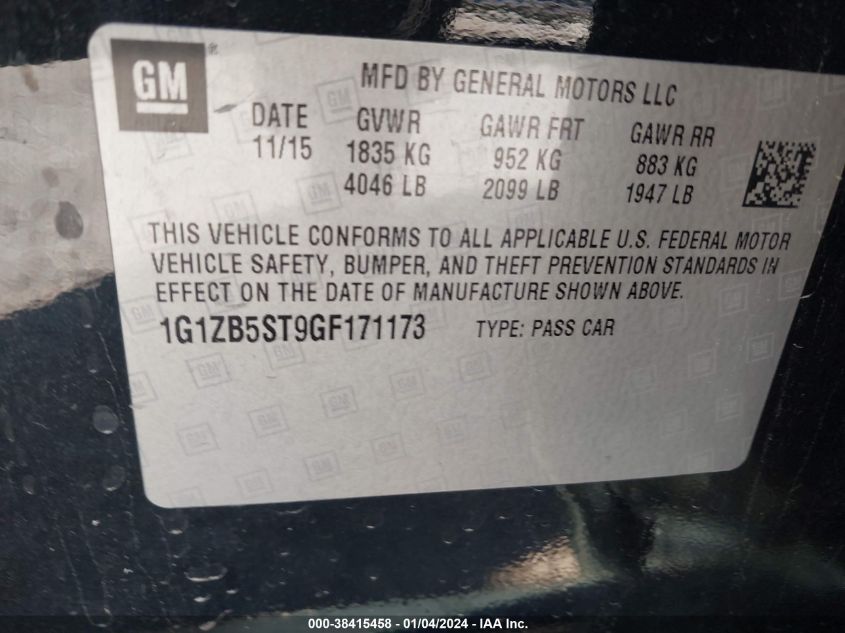 GM ®
MFD BY GENERAL MOTORS LLC
DATE GVWR GAWR FRT GAWR RR
11/15 1835 KG 952 KG 883 KG
4046 LB 2099 LB 1947 LB
THIS VEHICLE CONFORMS TO ALL APPLICABLE U.S. FEDERAL MOTOR
VEHICLE SAFETY, BUMPER, AND THEFT PREVENTION STANDARDS IN
EFFECT ON THE DATE OF MANUFACTURE SHOWN ABOVE.
1G1ZB5ST9GF171173 TYPE: PASS CAR
000-38415458 - 01/04/2024 - IAA Inc.